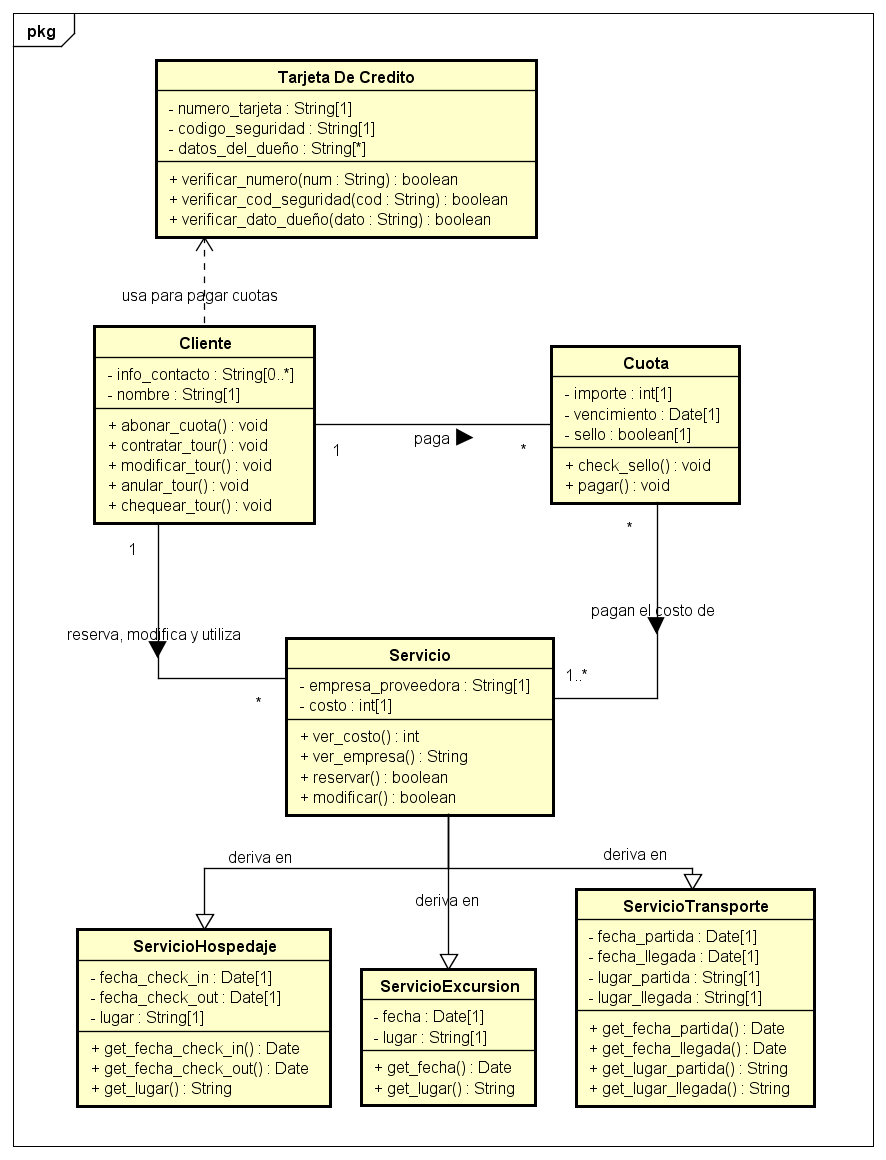 pkg
Tarjeta De Credito
- numero_tarjeta : String[1]
- codigo_seguridad : String[1]
- datos_del_dueño : String[*]
+ verificar_numero(num : String) : boolean
+ verificar_cod_seguridad(cod : String) : boolean
+ verificar_dato_dueño(dato : String) : boolean
usa para pagar cuotas
Cliente
- info_contacto : String[0..*]
- nombre : String[1]
+ abonar_cuota() : void
+ contratar_tour() : void
+ modificar_tour() : void
+ anular_tour() : void
+ chequear_tour() : void
1
paga
*
Cuota
- importe : int[1]
- vencimiento : Date[1]
- sello : boolean[1]
+ check_sello() : void
+ pagar() : void
*
pagan el costo de
1..*
1
reserva, modifica y utiliza
*
Servicio
- empresa_proveedora : String[1]
- costo : int[1]
+ ver_costo() : int
+ ver_empresa() : String
+ reservar() : boolean
+ modificar() : boolean
deriva en
deriva en
deriva en
ServicioHospedaje
- fecha_check_in : Date[1]
- fecha_check_out : Date[1]
- lugar : String[1]
+ get_fecha_check_in() : Date
+ get_fecha_check_out() : Date
+ get_lugar() : String
ServicioExcursion
- fecha : Date[1]
- lugar : String[1]
+ get_fecha() : Date
+ get_lugar() : String
ServicioTransporte
- fecha_partida : Date[1]
- fecha_llegada : Date[1]
- lugar_partida : String[1]
- lugar_llegada : String[1]
+ get_fecha_partida() : Date
+ get_fecha_llegada() : Date
+ get_lugar_partida() : String
+ get_lugar_llegada() : String